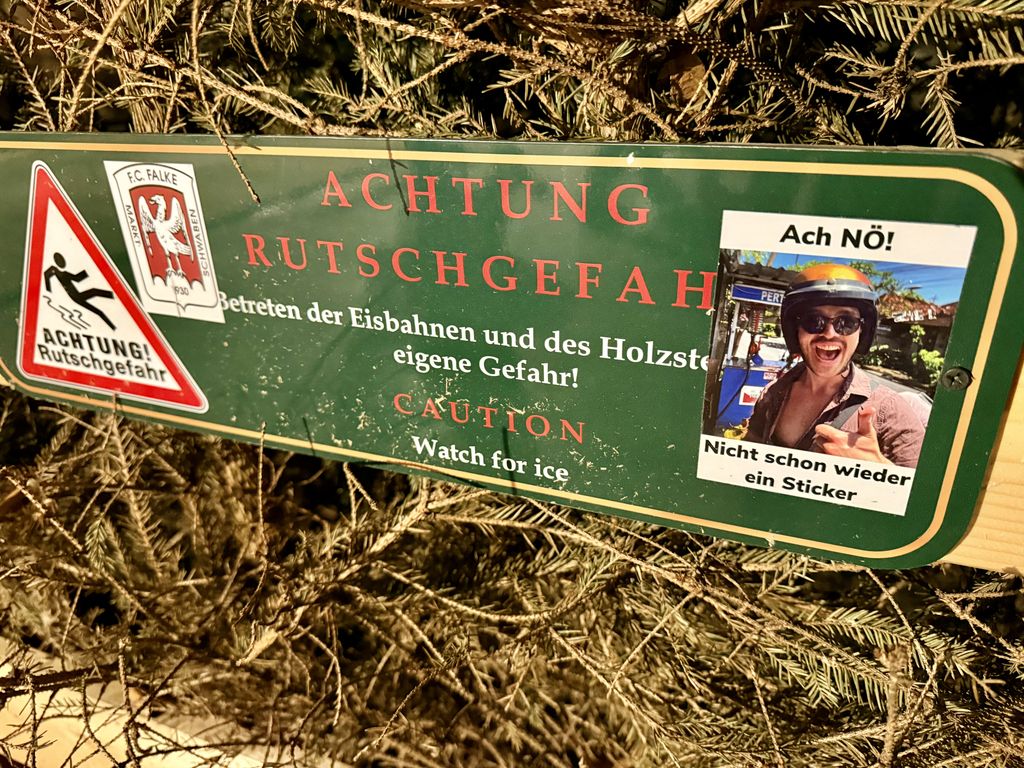 ACHTUNG
RUTSCHGEFAH
Betreten der Eisbahnen und des Holzste
eigene Gefahr!
CAUTION
Watch for ice
ACHTUNG!
Rutschgefahr
F.C. FALKE
MARKT
SCHWABEN
1930
Ach NÖ!
PERT
Nicht schon wieder
ein Sticker